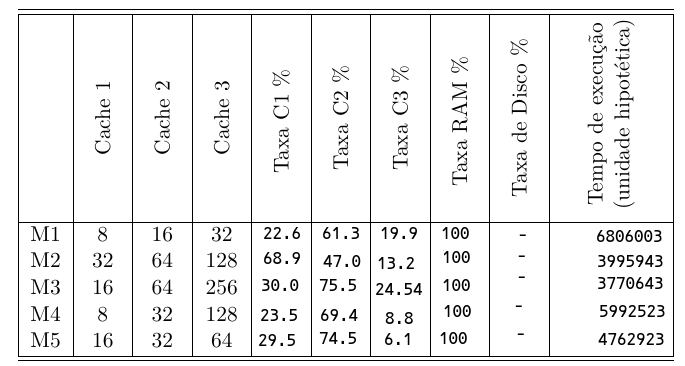 Cache 1 Cache 2 Cache 3 Taxa C1 % Taxa C2 % Taxa C3 % Taxa RAM % Taxa de Disco % Tempo de execução (unidade hipotética)
M1 8 16 32 22.6 61.3 19.9 100 - 6806003
M2 32 64 128 68.9 47.0 13.2 100 - 3995943
M3 16 64 256 30.0 75.5 24.54 100 - 3770643
M4 8 32 128 23.5 69.4 8.8 100 - 5992523
M5 16 32 64 29.5 74.5 6.1 100 - 4762923